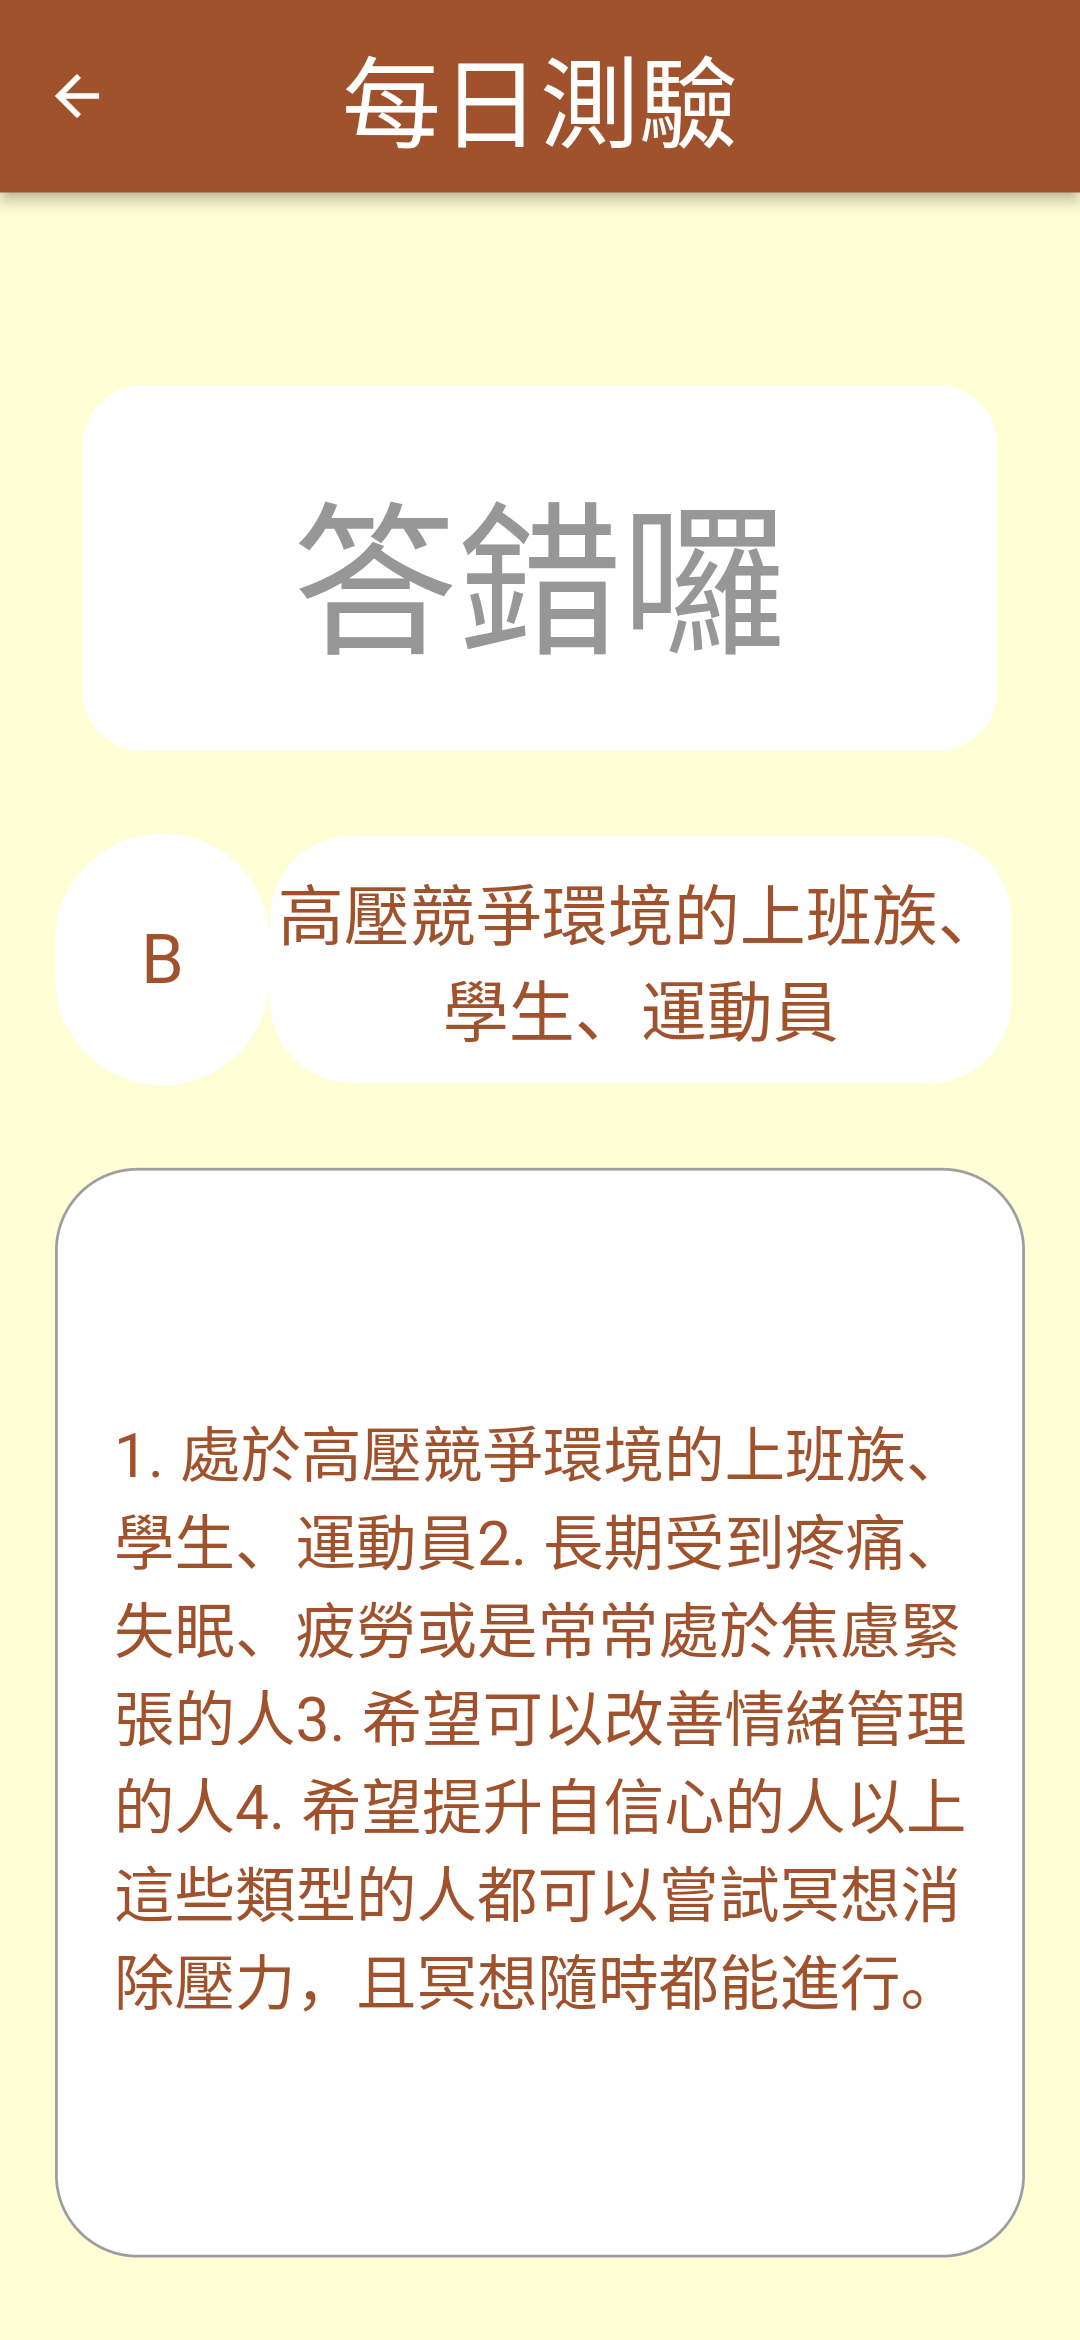 每日測驗
答錯囉
B
高壓競爭環境的上班族、
學生、運動員
1. 處於高壓競爭環境的上班族、
學生、運動員2. 長期受到疼痛、
失眠、疲勞或是常常處於焦慮緊
張的人3. 希望可以改善情緒管理
的人4. 希望提升自信心的人以上
這些類型的人都可以嘗試冥想消
除壓力，且冥想隨時都能進行。